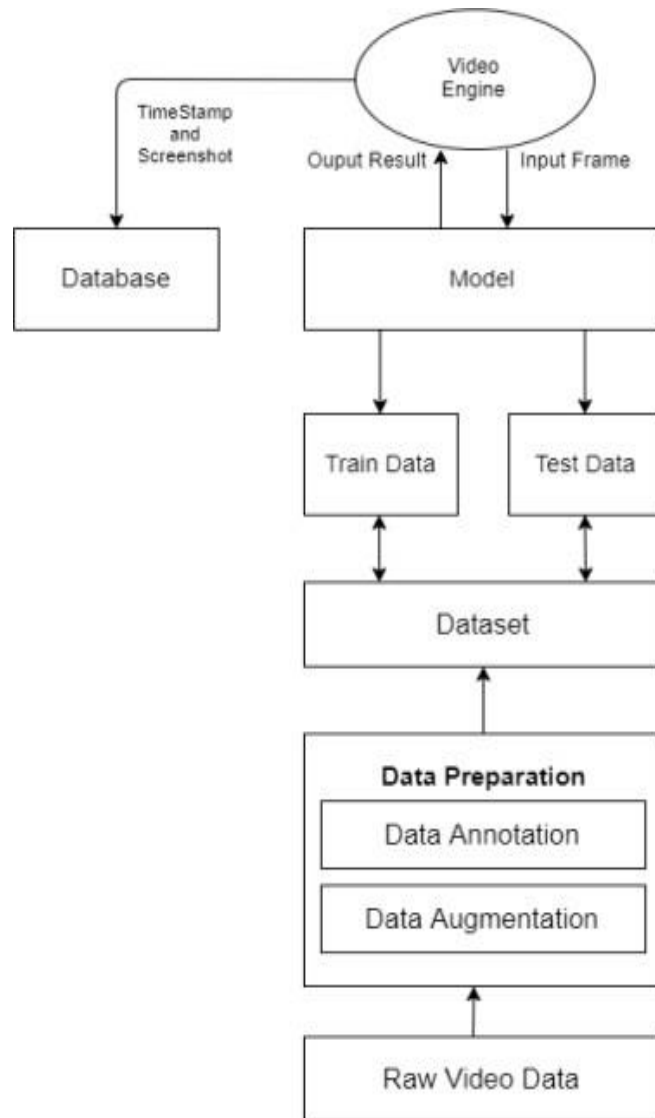 Video
Engine
TimeStamp
and
Screenshot
Ouput Result
Input Frame
Database
Model
Train Data
Test Data
Dataset
Data Preparation
Data Annotation
Data Augmentation
Raw Video Data